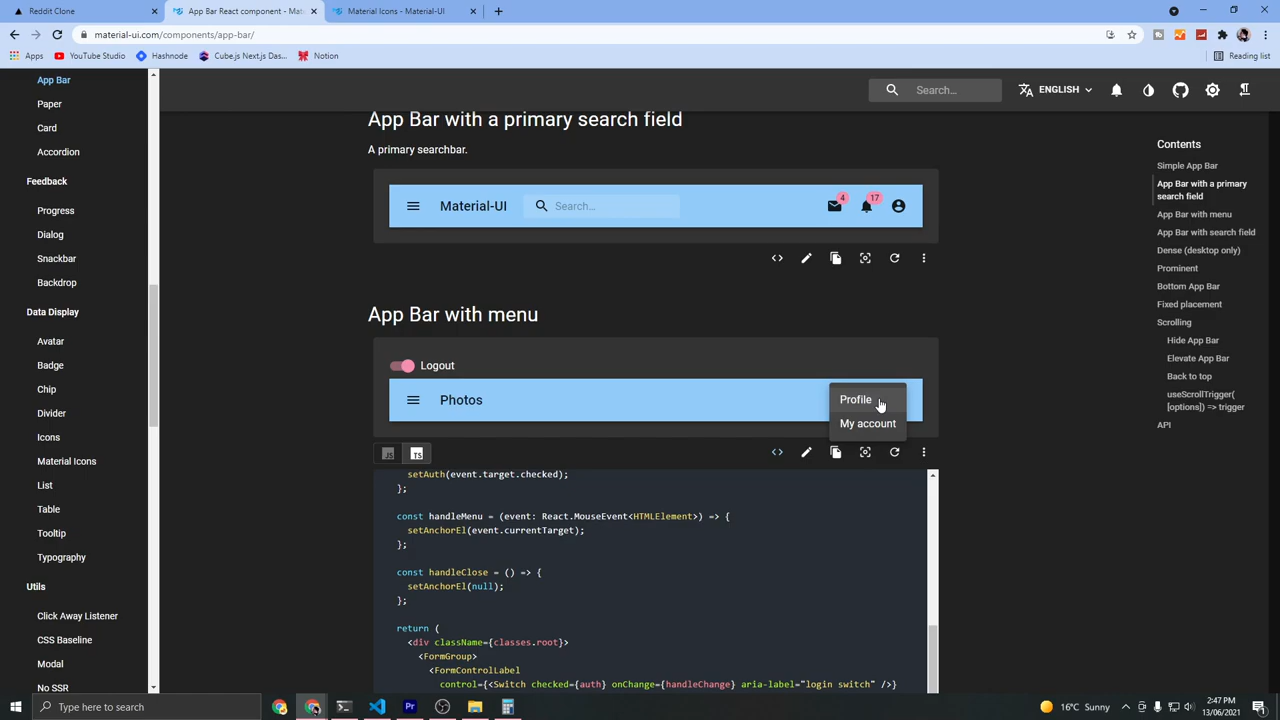 Reddit Clone
App Bar React component - Mater
Material Icons - Material-UI
material-ui.com/components/app-bar/
Apps
YouTube Studio
Hashnode
Cube.js Next.js Das...
Notion
Reading list
App Bar
Paper
Card
Accordion
Feedback
Progress
Dialog
Snackbar
Backdrop
Data Display
Avatar
Badge
Chip
Divider
Icons
Material Icons
List
Table
Tooltip
Typography
Utils
Click Away Listener
CSS Baseline
Modal
No SSR
Search...
ENGLISH
App Bar with a primary search field
A primary searchbar.
Material-UI
Search...
4
17
App Bar with menu
Logout
Photos
Profile
My account
JS
TS
setAuth(event.target.checked);
};
const handleMenu = (event: React.MouseEvent<HTMLElement>) => {
setAnchorEl(event.currentTarget);
};
const handleClose = () => {
setAnchorEl(null);
};
return (
<div className={classes.root}>
<FormGroup>
<FormControlLabel
control={<Switch checked={auth} onChange={handleChange} aria-label="login switch" />}
Contents
Simple App Bar
App Bar with a primary
search field
App Bar with menu
App Bar with search field
Dense (desktop only)
Prominent
Bottom App Bar
Fixed placement
Scrolling
Hide App Bar
Elevate App Bar
Back to top
useScrollTrigger(
[options]) => trigger
API
Type here to search
16°C Sunny
2:47 PM
13/06/2021